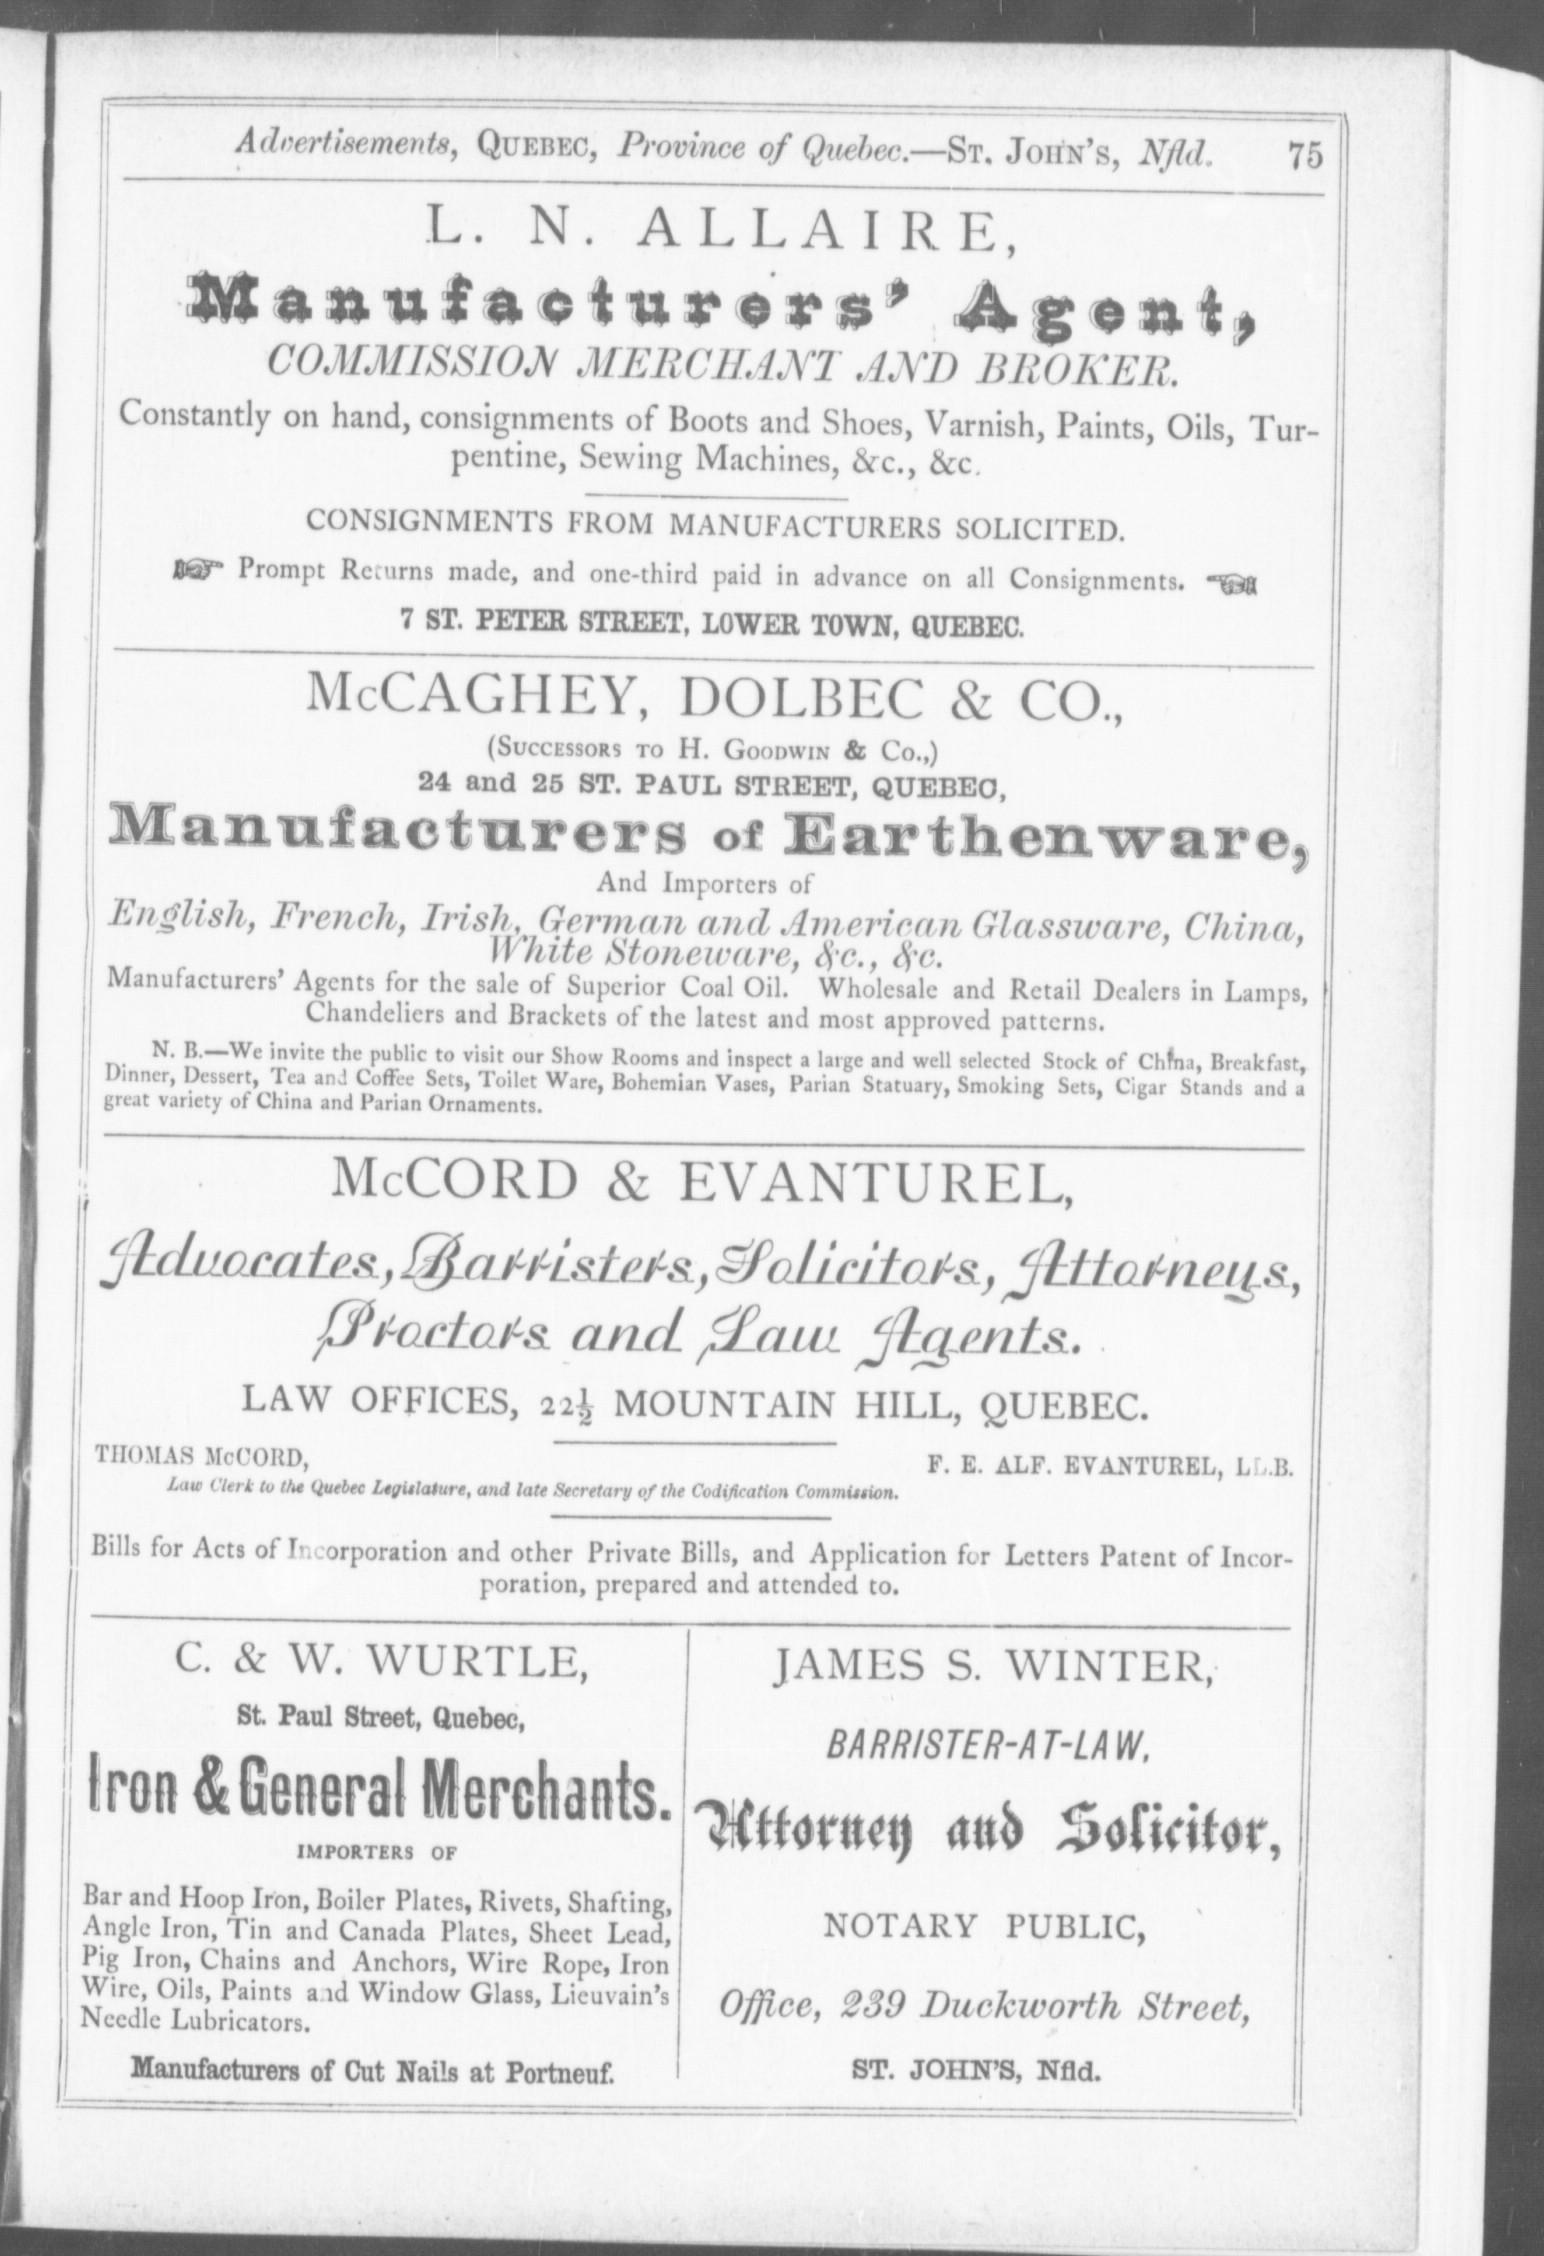 Advertisements, QUEBEC, Province of Quebec.—ST. JOHN'S, Nfld. 75
L. N. ALLAIRE,
Manufacturers' Agent,
COMMISSION MERCHANT AND BROKER.
Constantly on hand, consignments of Boots and Shoes, Varnish, Paints, Oils, Tur-
pentine, Sewing Machines, &c., &c.
CONSIGNMENTS FROM MANUFACTURERS SOLICITED.
☞ Prompt Returns made, and one-third paid in advance on all Consignments. ☜
7 ST. PETER STREET, LOWER TOWN, QUEBEC.
McCAGHEY, DOLBEC & CO.,
(SUCCESSORS TO H. GOODWIN & Co.,)
24 and 25 ST. PAUL STREET, QUEBEC,
Manufacturers of Earthenware,
And Importers of
English, French, Irish, German and American Glassware, China,
White Stoneware, &c., &c.
Manufacturers' Agents for the sale of Superior Coal Oil. Wholesale and Retail Dealers in Lamps,
Chandeliers and Brackets of the latest and most approved patterns.
N. B.—We invite the public to visit our Show Rooms and inspect a large and well selected Stock of China, Breakfast,
Dinner, Dessert, Tea and Coffee Sets, Toilet Ware, Bohemian Vases, Parian Statuary, Smoking Sets, Cigar Stands and a
great variety of China and Parian Ornaments.
McCORD & EVANTUREL,
Advocates, Barristers, Solicitors, Attorneys,
Proctors and Law Agents.
LAW OFFICES, 22½ MOUNTAIN HILL, QUEBEC.
THOMAS McCORD, F. E. ALF. EVANTUREL, LL.B.
Law Clerk to the Quebec Legislature, and late Secretary of the Codification Commission.
Bills for Acts of Incorporation and other Private Bills, and Application for Letters Patent of Incor-
poration, prepared and attended to.
C. & W. WURTLE,
St. Paul Street, Quebec,
Iron & General Merchants.
IMPORTERS OF
Bar and Hoop Iron, Boiler Plates, Rivets, Shafting,
Angle Iron, Tin and Canada Plates, Sheet Lead,
Pig Iron, Chains and Anchors, Wire Rope, Iron
Wire, Oils, Paints and Window Glass, Lieuvain's
Needle Lubricators.
Manufacturers of Cut Nails at Portneuf.
JAMES S. WINTER,
BARRISTER-AT-LAW,
Attorney and Solicitor,
NOTARY PUBLIC,
Office, 239 Duckworth Street,
ST. JOHN'S, Nfld.